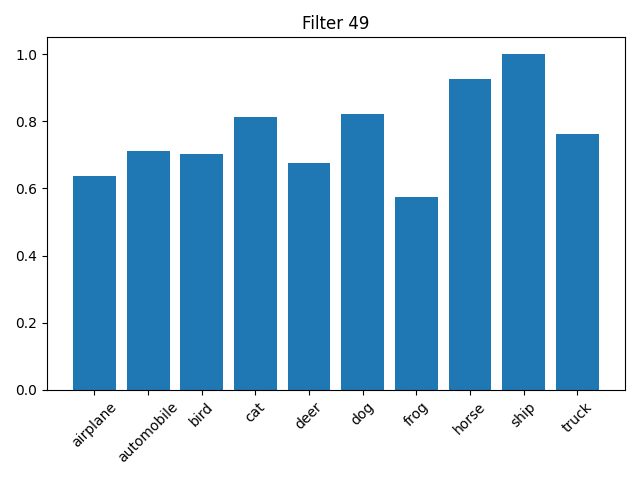 Filter 49
1.0
0.8
0.6
0.4
0.2
0.0
airplane
automobile
bird
cat
deer
dog
frog
horse
ship
truck